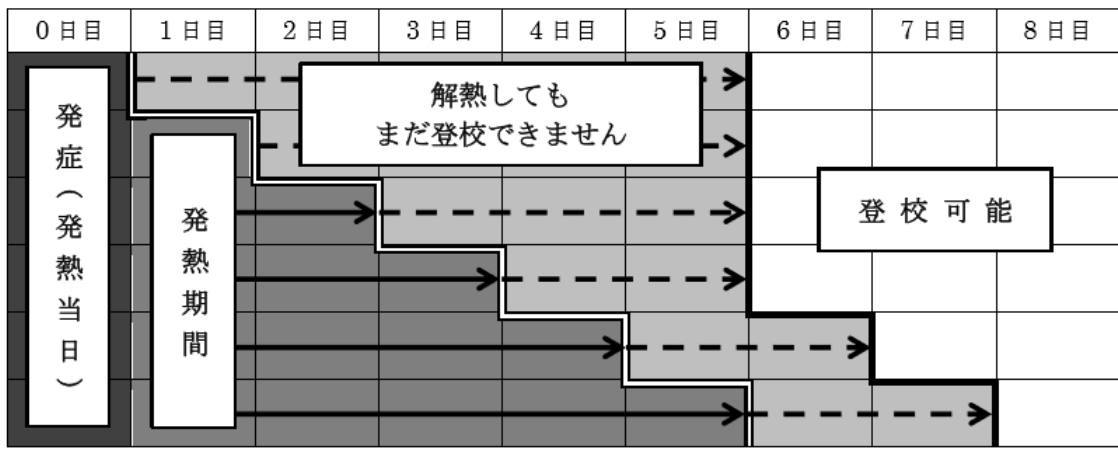 0日目 1日目 2日目 3日目 4日目 5日目 6日目 7日目 8日目
発症(発熱当日)
発熱期間
解熱しても
まだ登校できません
登校可能